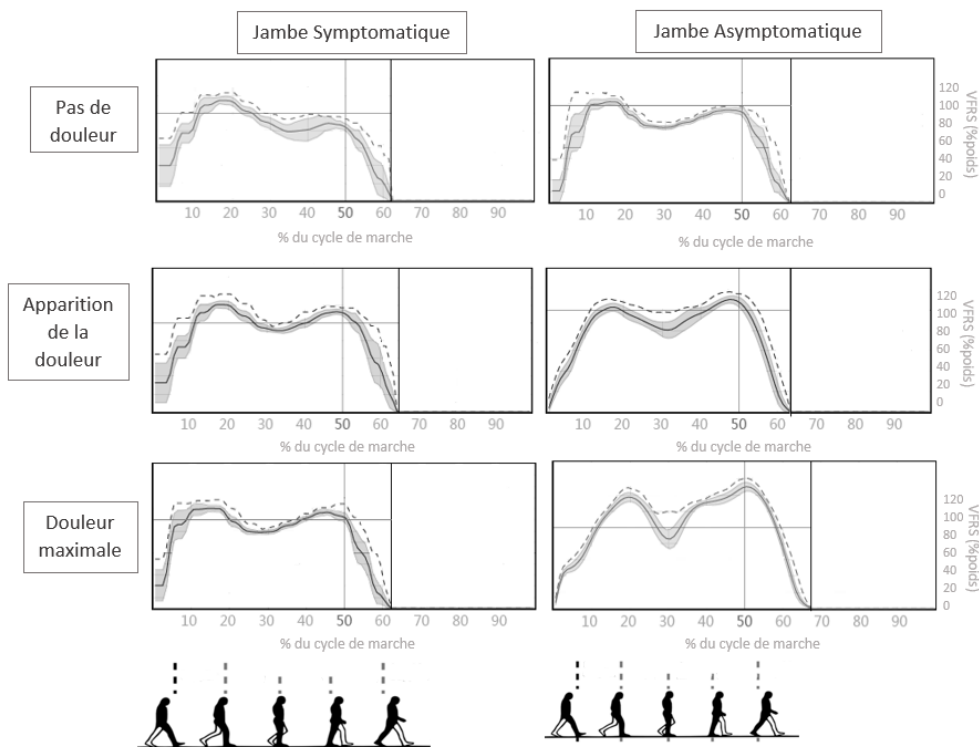 Jambe Symptomatique
Jambe Asymptomatique
Pas de
douleur
120
100
80
60
40
20
0
VFRS (%poids)
10 20 30 40 50 60 70 80 90
10 20 30 40 50 60 70 80 90
% du cycle de marche
% du cycle de marche
Apparition
de la
douleur
120
100
80
60
40
20
0
VFRS (%poids)
10 20 30 40 50 60 70 80 90
10 20 30 40 50 60 70 80 90
% du cycle de marche
% du cycle de marche
Douleur
maximale
120
100
80
60
40
20
0
VFRS (%poids)
10 20 30 40 50 60 70 80 90
10 20 30 40 50 60 70 80 90
% du cycle de marche
% du cycle de marche